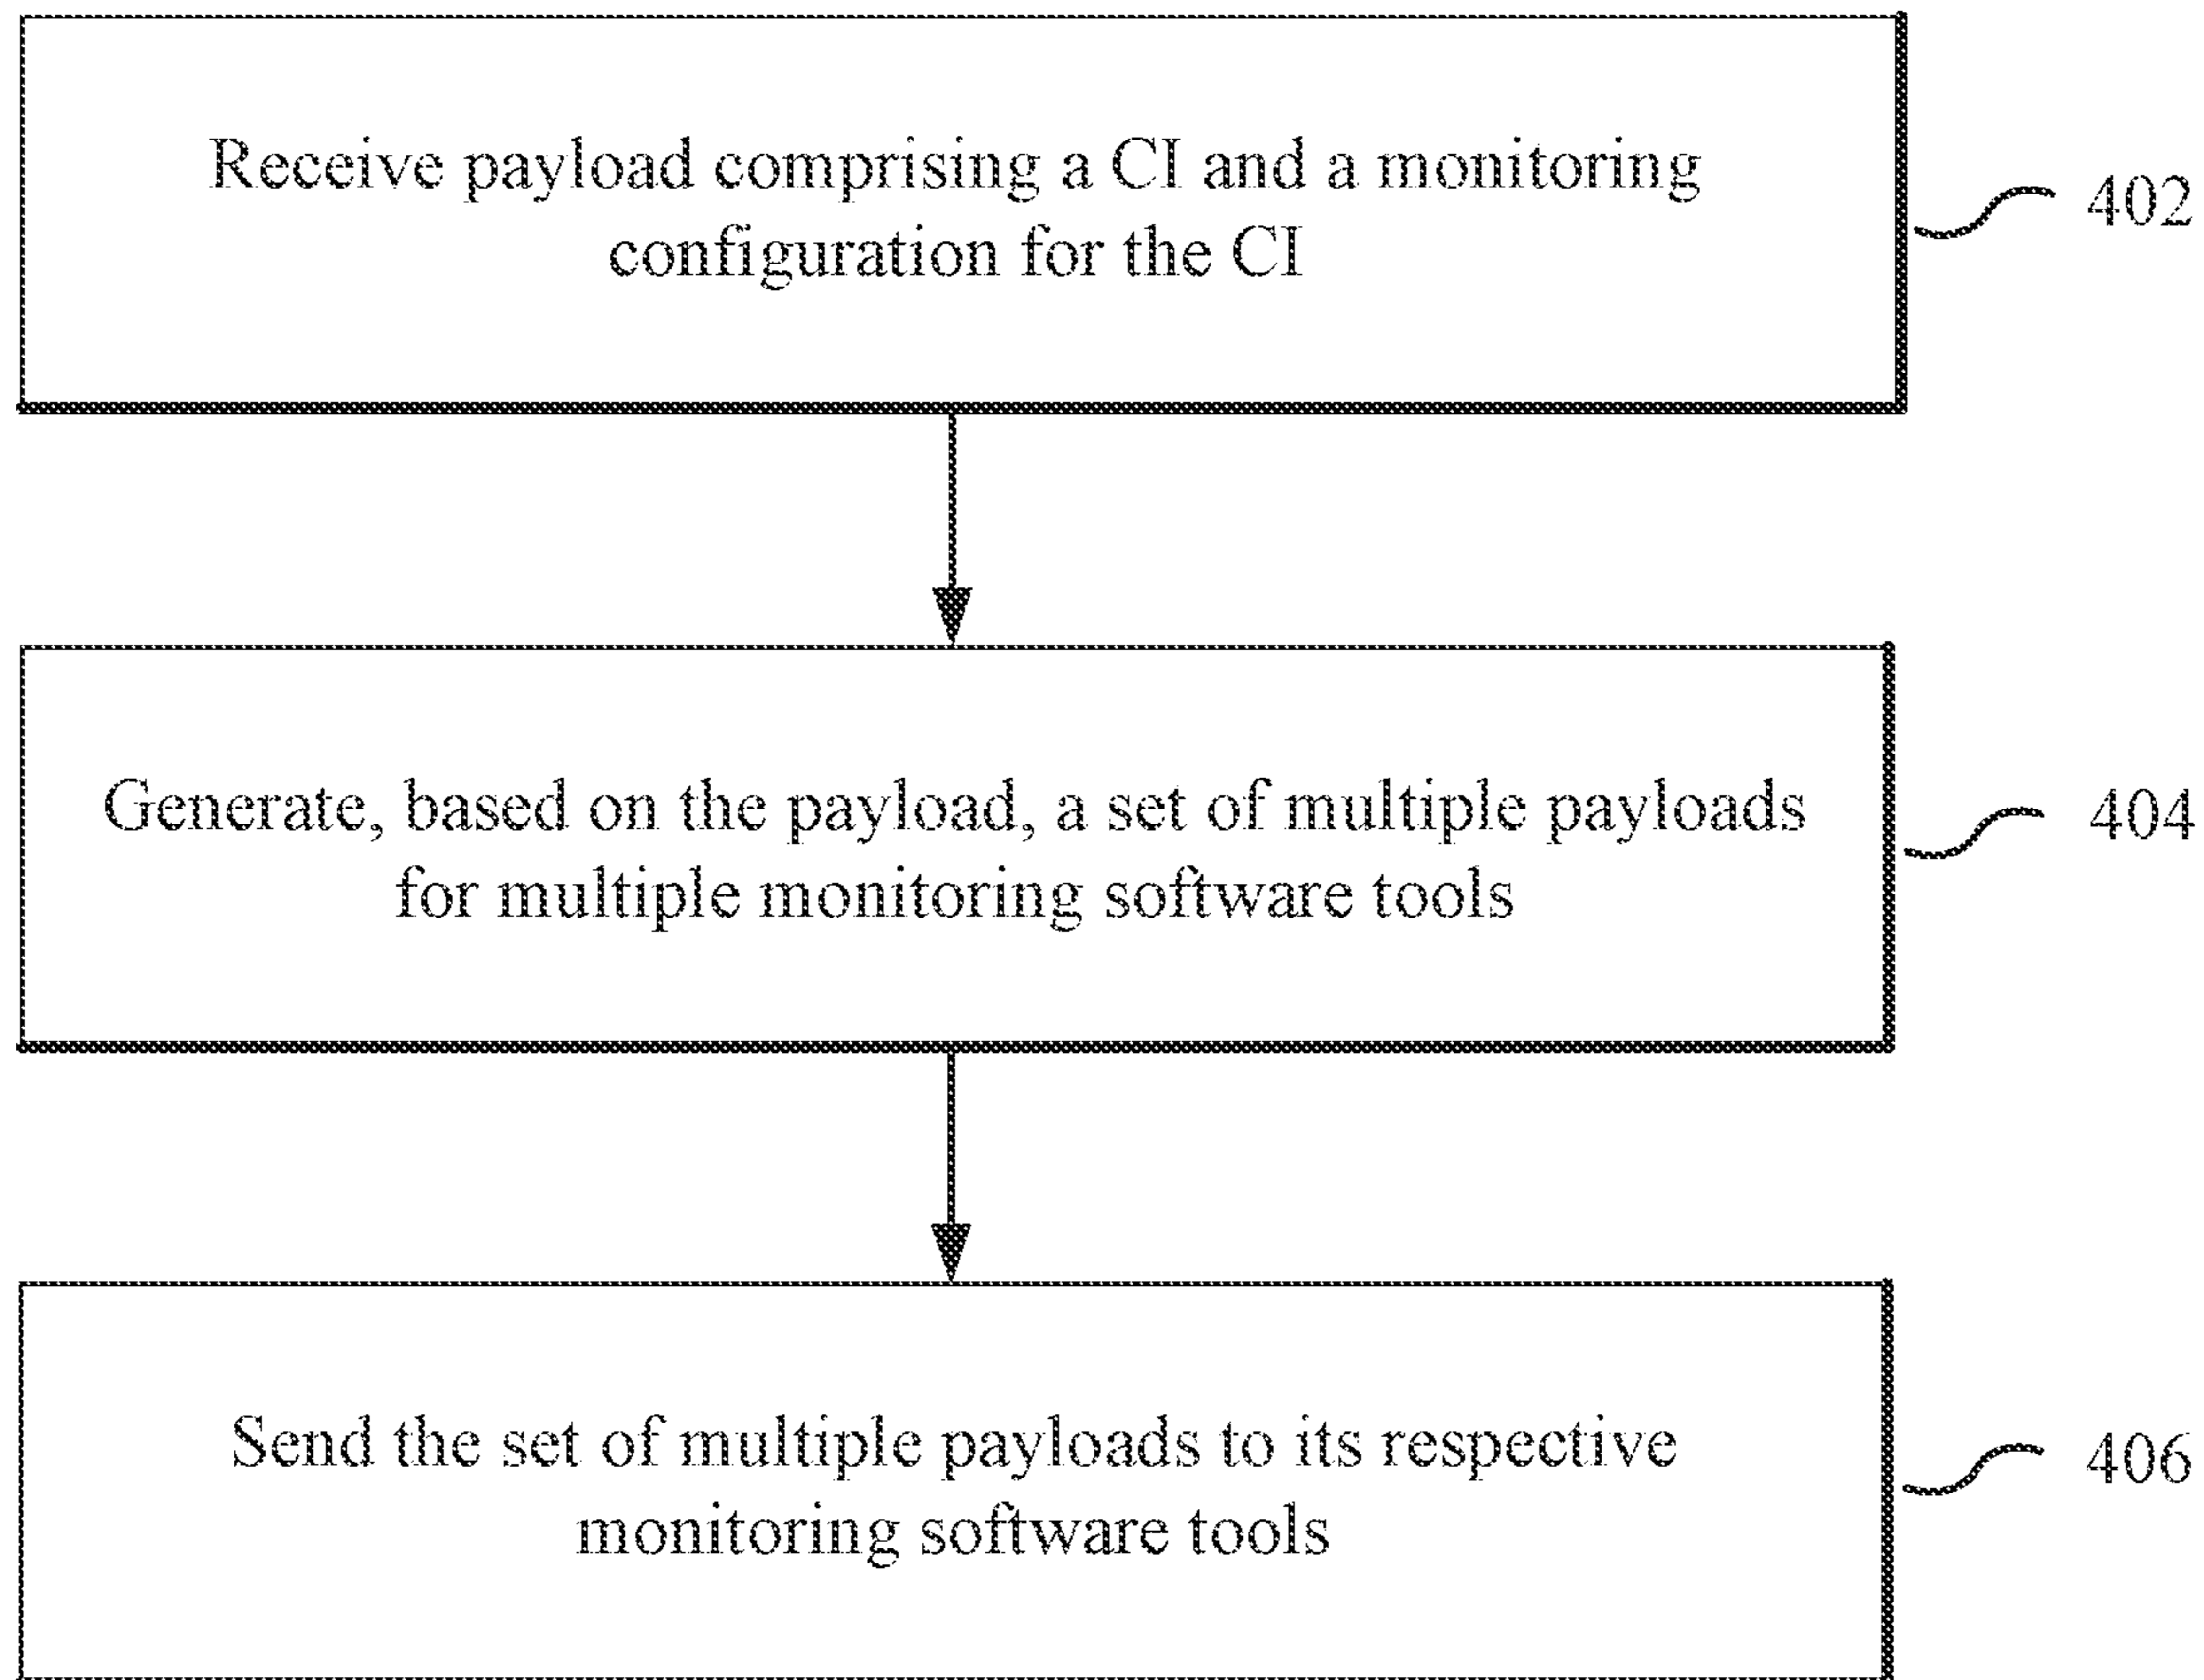 Receive payload comprising a CI and a monitoring
configuration for the CI
402
Generate, based on the payload, a set of multiple payloads
for multiple monitoring software tools
404
Send the set of multiple payloads to its respective
monitoring software tools
406